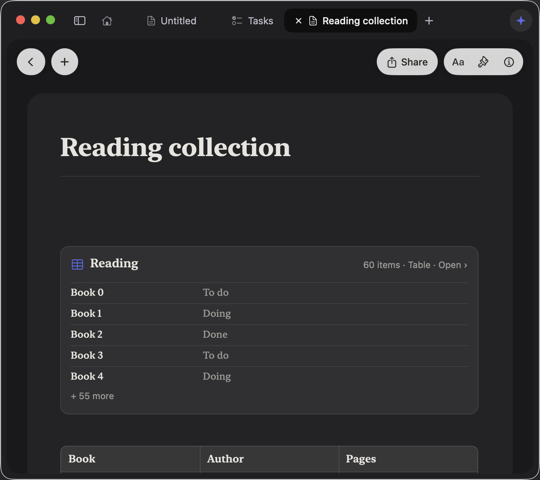 Untitled
Tasks
Reading collection
Share
Aa
Reading collection
Reading
60 items · Table · Open ›
Book 0 To do
Book 1 Doing
Book 2 Done
Book 3 To do
Book 4 Doing
+ 55 more
Book Author Pages